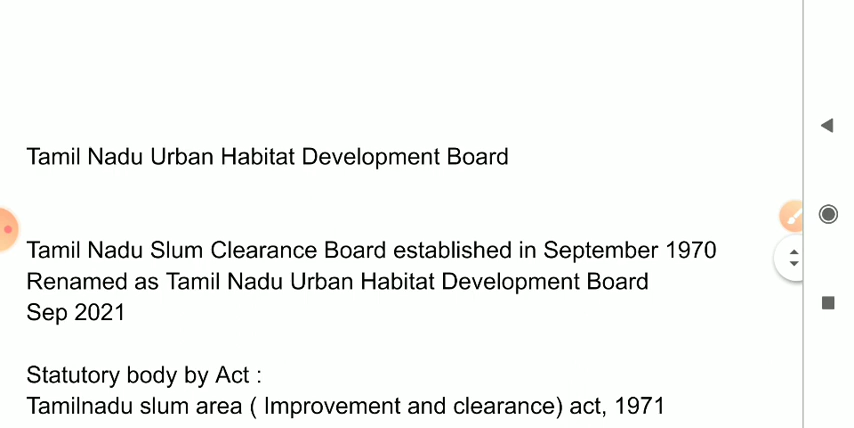 Tamil Nadu Urban Habitat Development Board
Tamil Nadu Slum Clearance Board established in September 1970
Renamed as Tamil Nadu Urban Habitat Development Board
Sep 2021
Statutory body by Act :
Tamilnadu slum area ( Improvement and clearance) act, 1971